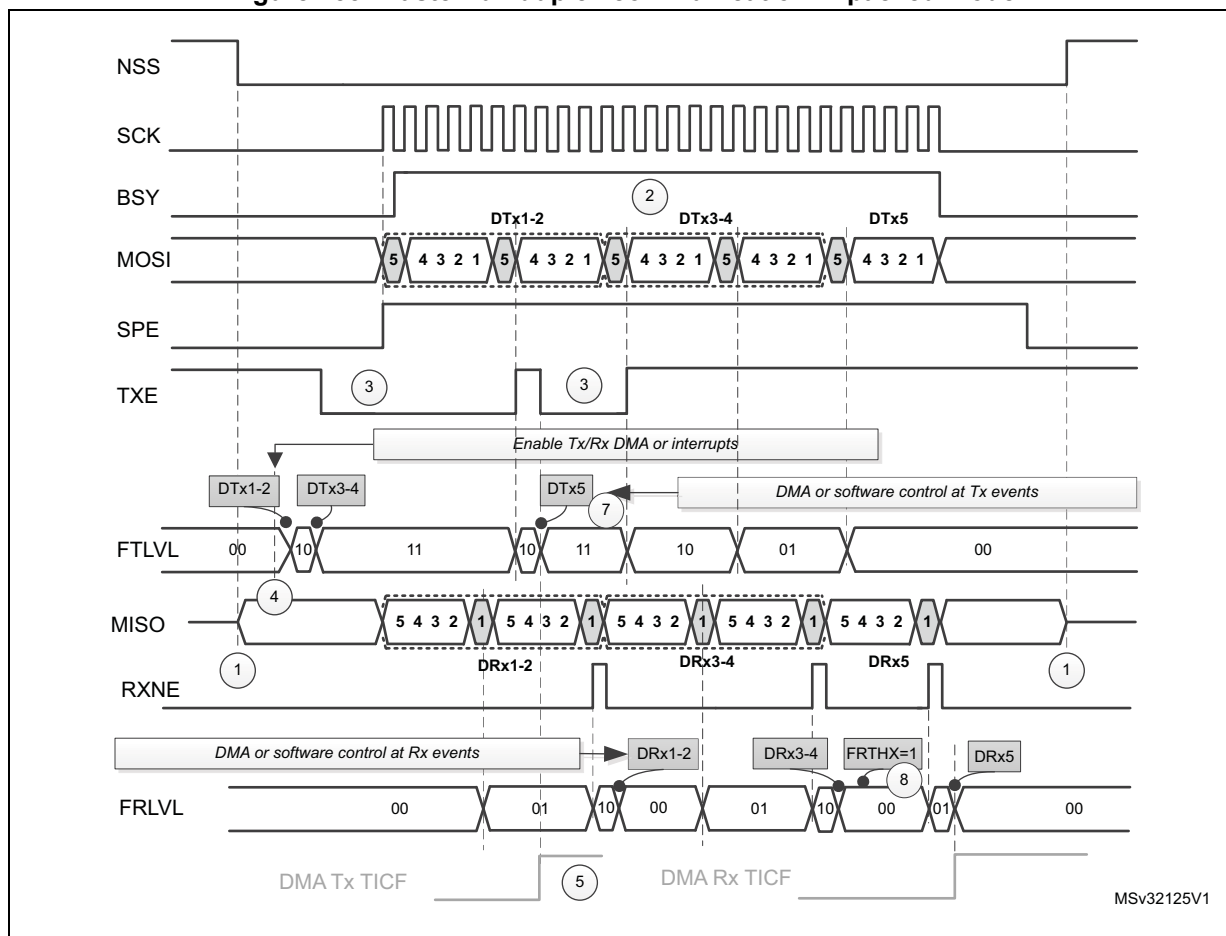 NSS
SCK
BSY
2
DTx1-2 DTx3-4 DTx5
MOSI
5 4 3 2 1 5 4 3 2 1 5 4 3 2 1 5 4 3 2 1 5 4 3 2 1
SPE
TXE
3 3
Enable Tx/Rx DMA or interrupts
DTx1-2 DTx3-4 DTx5
7
DMA or software control at Tx events
FTLVL
00 10 11 10 11 10 01 00
4
MISO
5 4 3 2 1 5 4 3 2 1 5 4 3 2 1 5 4 3 2 1 5 4 3 2 1
DRx1-2 DRx3-4 DRx5
1 1
RXNE
DMA or software control at Rx events
DRx1-2 DRx3-4 FRTHX=1 DRx5
8
FRLVL
00 01 10 00 01 10 00 01 00
DMA Tx TICF
5
DMA Rx TICF
MSv32125V1